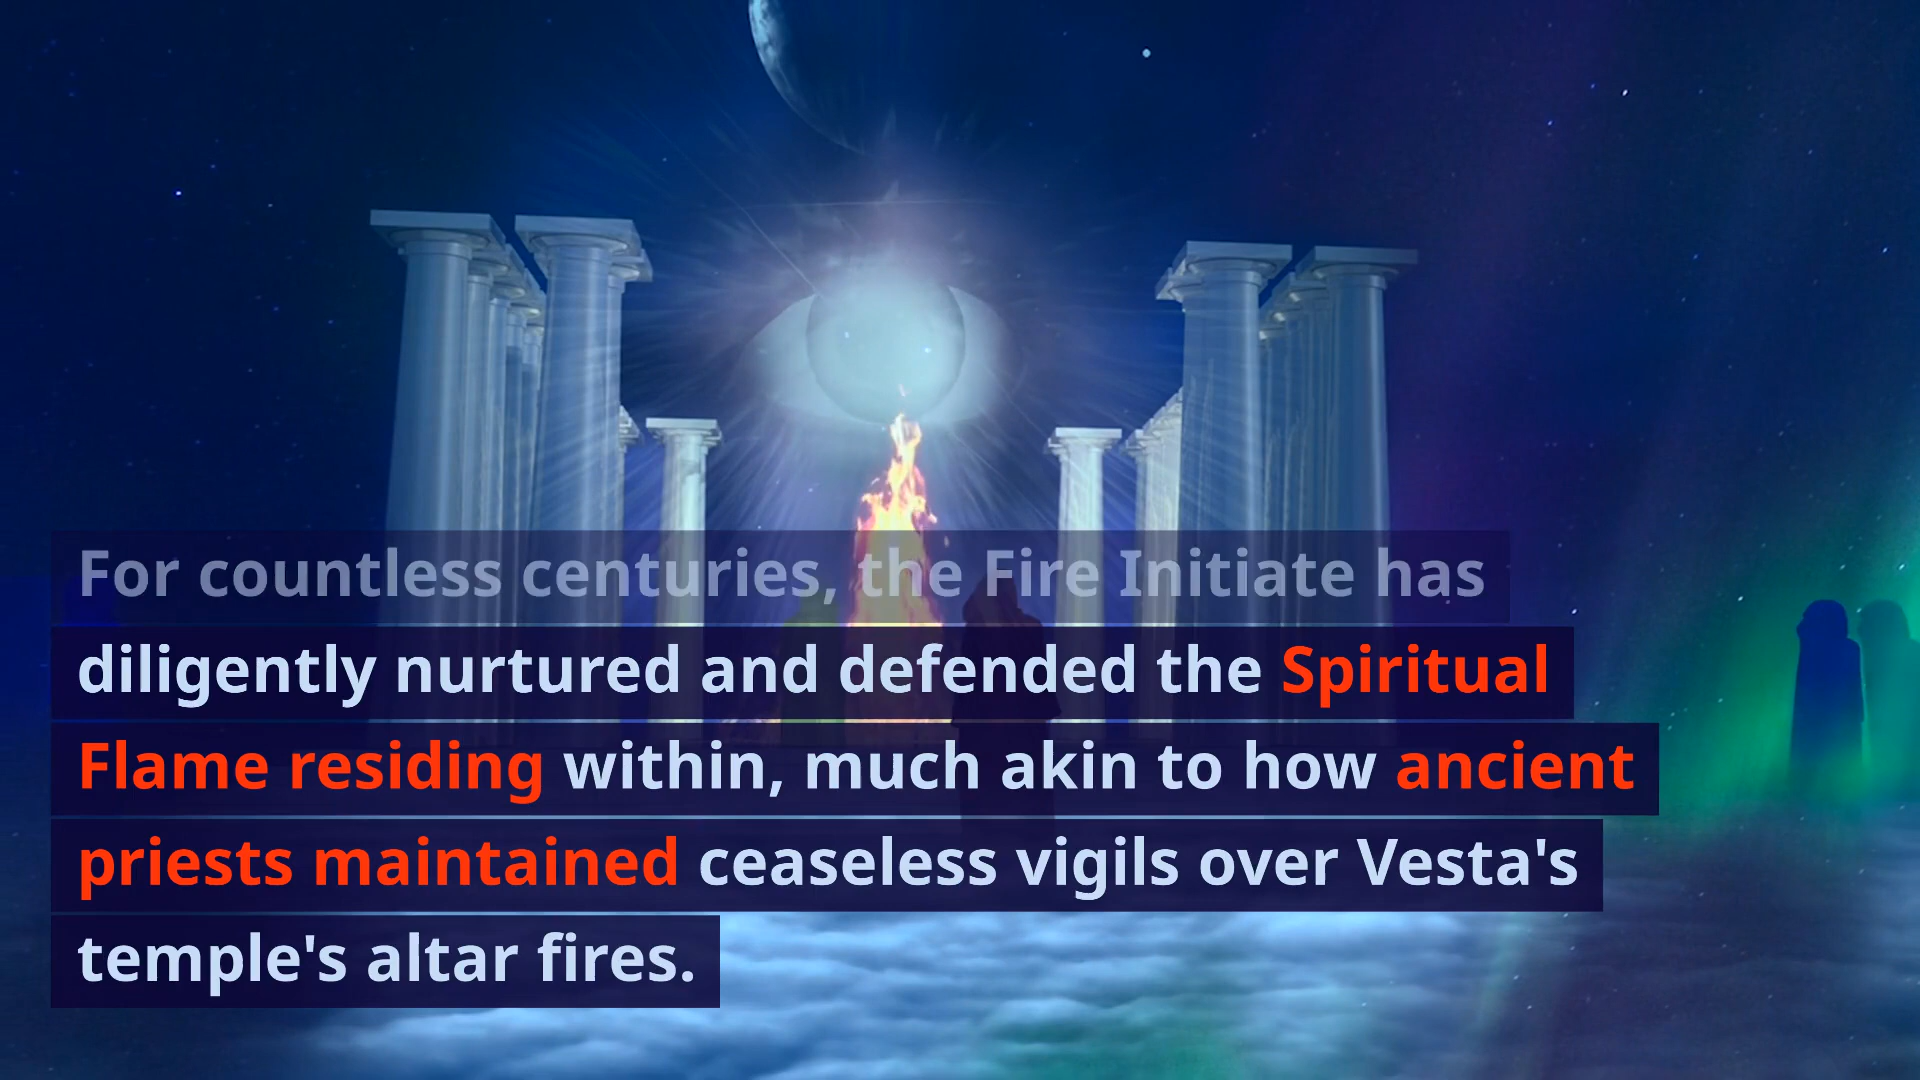 For countless centuries, the Fire Initiate has
diligently nurtured and defended the Spiritual
Flame residing within, much akin to how ancient
priests maintained ceaseless vigils over Vesta's
temple's altar fires.